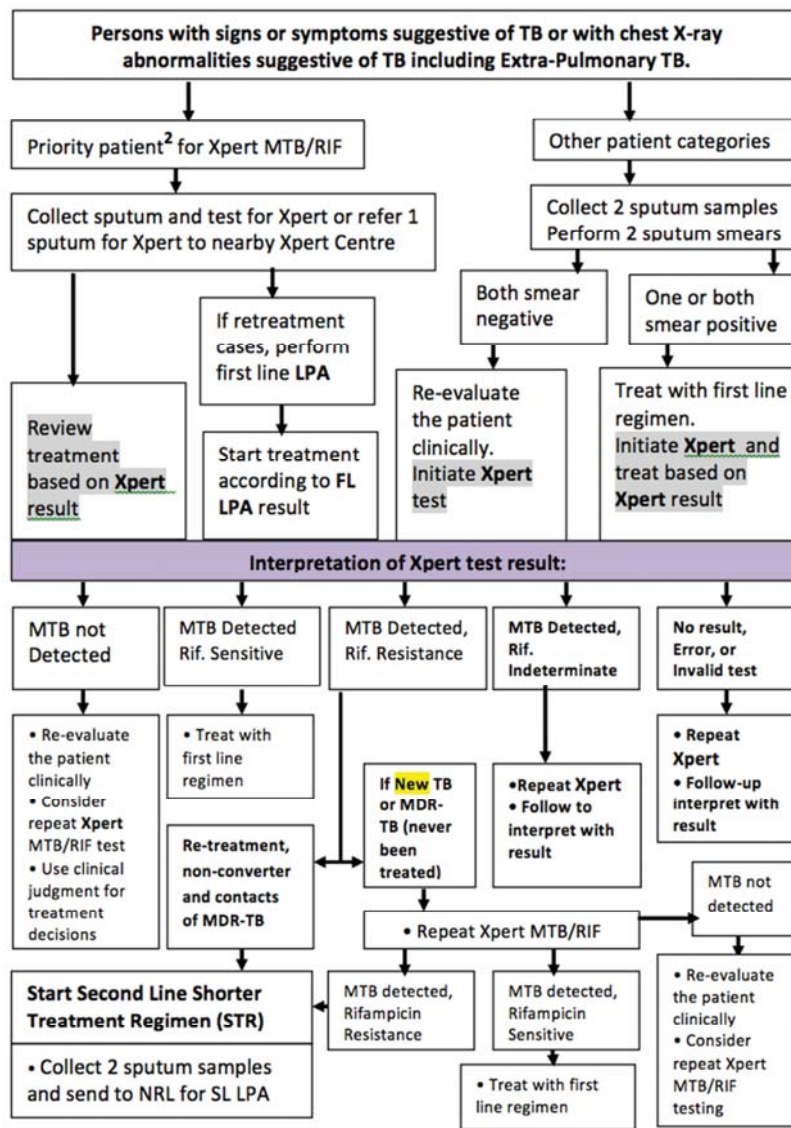 Persons with signs or symptoms suggestive of TB or with chest X-ray
abnormalities suggestive of TB including Extra-Pulmonary TB.
Priority patient² for Xpert MTB/RIF
Other patient categories
Collect sputum and test for Xpert or refer 1
sputum for Xpert to nearby Xpert Centre
Collect 2 sputum samples
Perform 2 sputum smears
If retreatment
cases, perform
first line LPA
Both smear
negative
One or both
smear positive
Review
treatment
based on Xpert
result
Start treatment
according to FL
LPA result
Re-evaluate
the patient
clinically.
Initiate Xpert
test
Treat with first line
regimen.
Initiate Xpert and
treat based on
Xpert result
Interpretation of Xpert test result:
MTB not
Detected
MTB Detected
Rif. Sensitive
MTB Detected,
Rif. Resistance
MTB Detected,
Rif.
Indeterminate
No result,
Error, or
Invalid test
• Re-evaluate
the patient
clinically
• Consider
repeat Xpert
MTB/RIF test
• Use clinical
judgment for
treatment
decisions
• Treat with
first line
regimen
Re-treatment,
non-converter
and contacts
of MDR-TB
If New TB
or MDR-
TB (never
been
treated)
•Repeat Xpert
• Follow to
interpret with
result
• Repeat
Xpert
• Follow-up
interpret with
result
• Repeat Xpert MTB/RIF
MTB not
detected
Start Second Line Shorter
Treatment Regimen (STR)
• Collect 2 sputum samples
and send to NRL for SL LPA
MTB detected,
Rifampicin
Resistance
MTB detected,
Rifampicin
Sensitive
• Treat with first
line regimen
• Re-evaluate
the patient
clinically
• Consider
repeat Xpert
MTB/RIF
testing